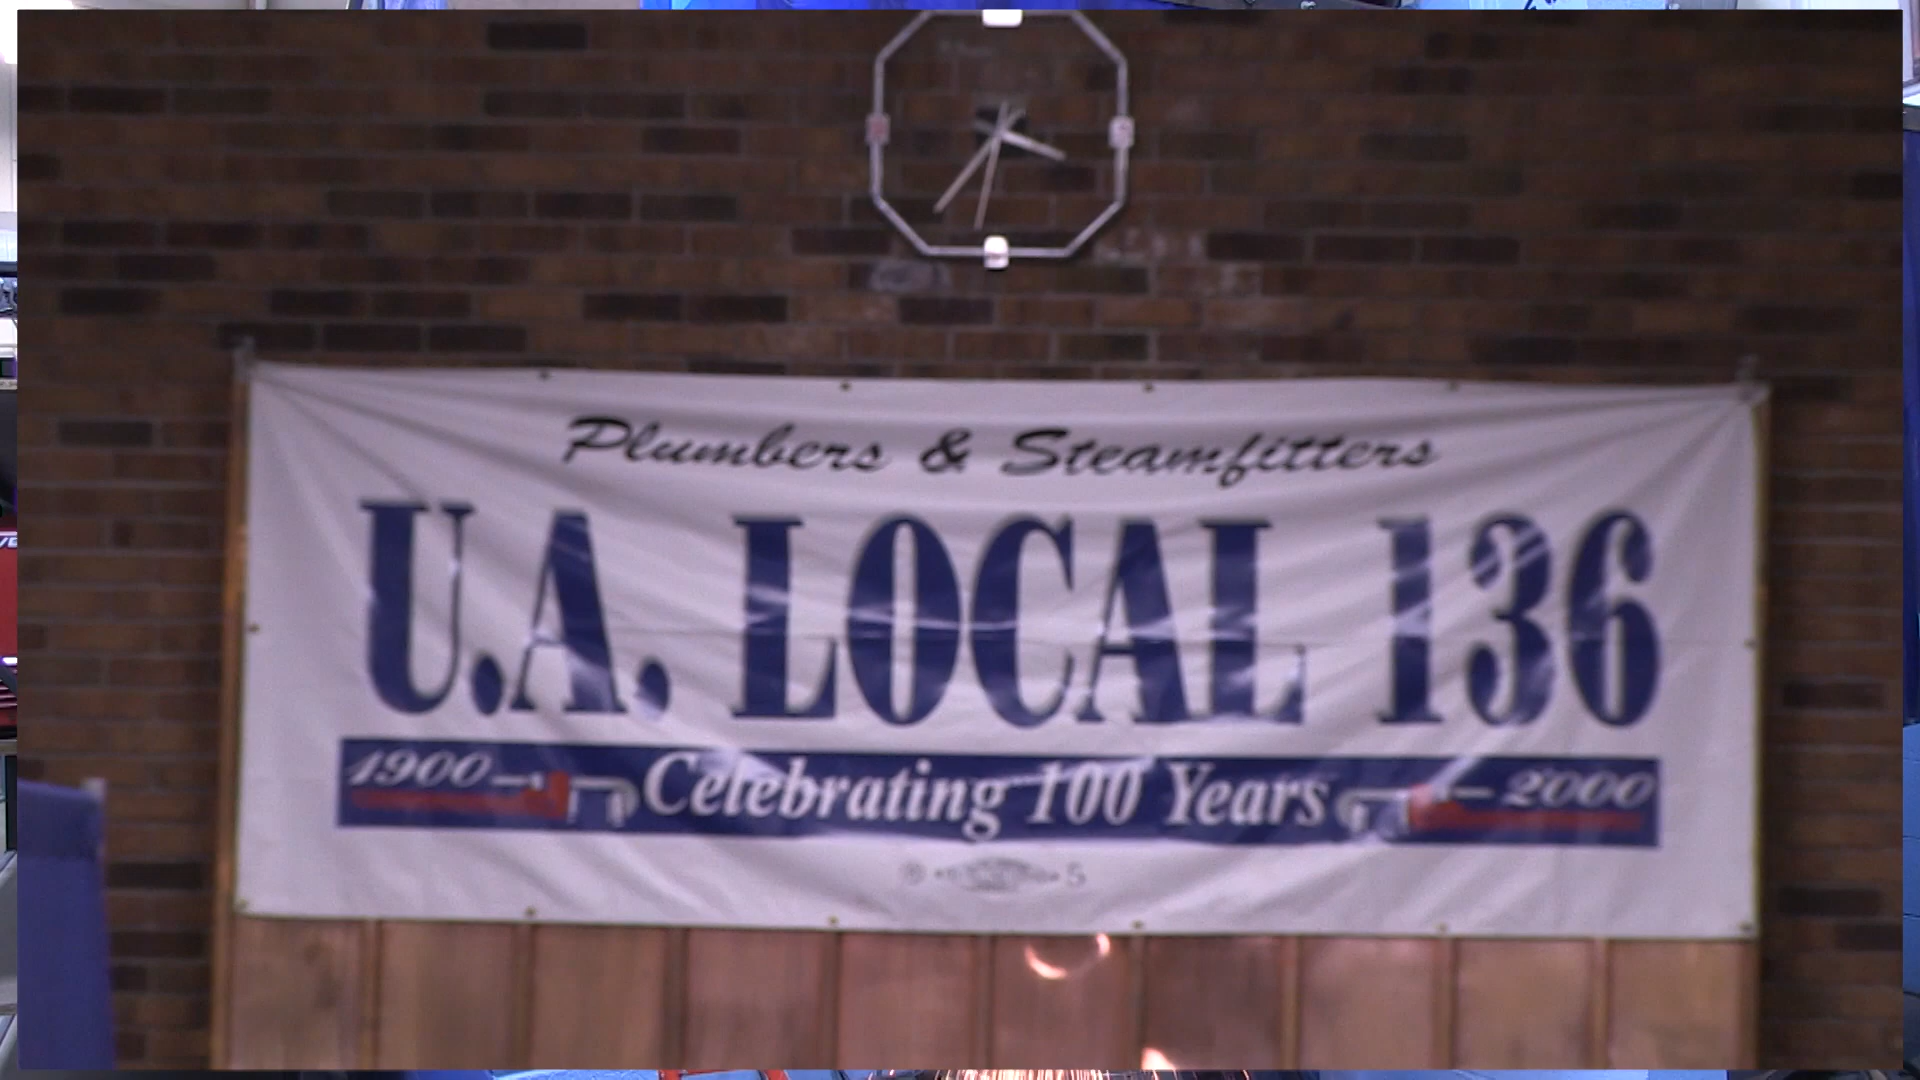 Plumbers & Steamfitters
U.A. LOCAL 136
1900 – Celebrating 100 Years – 2000